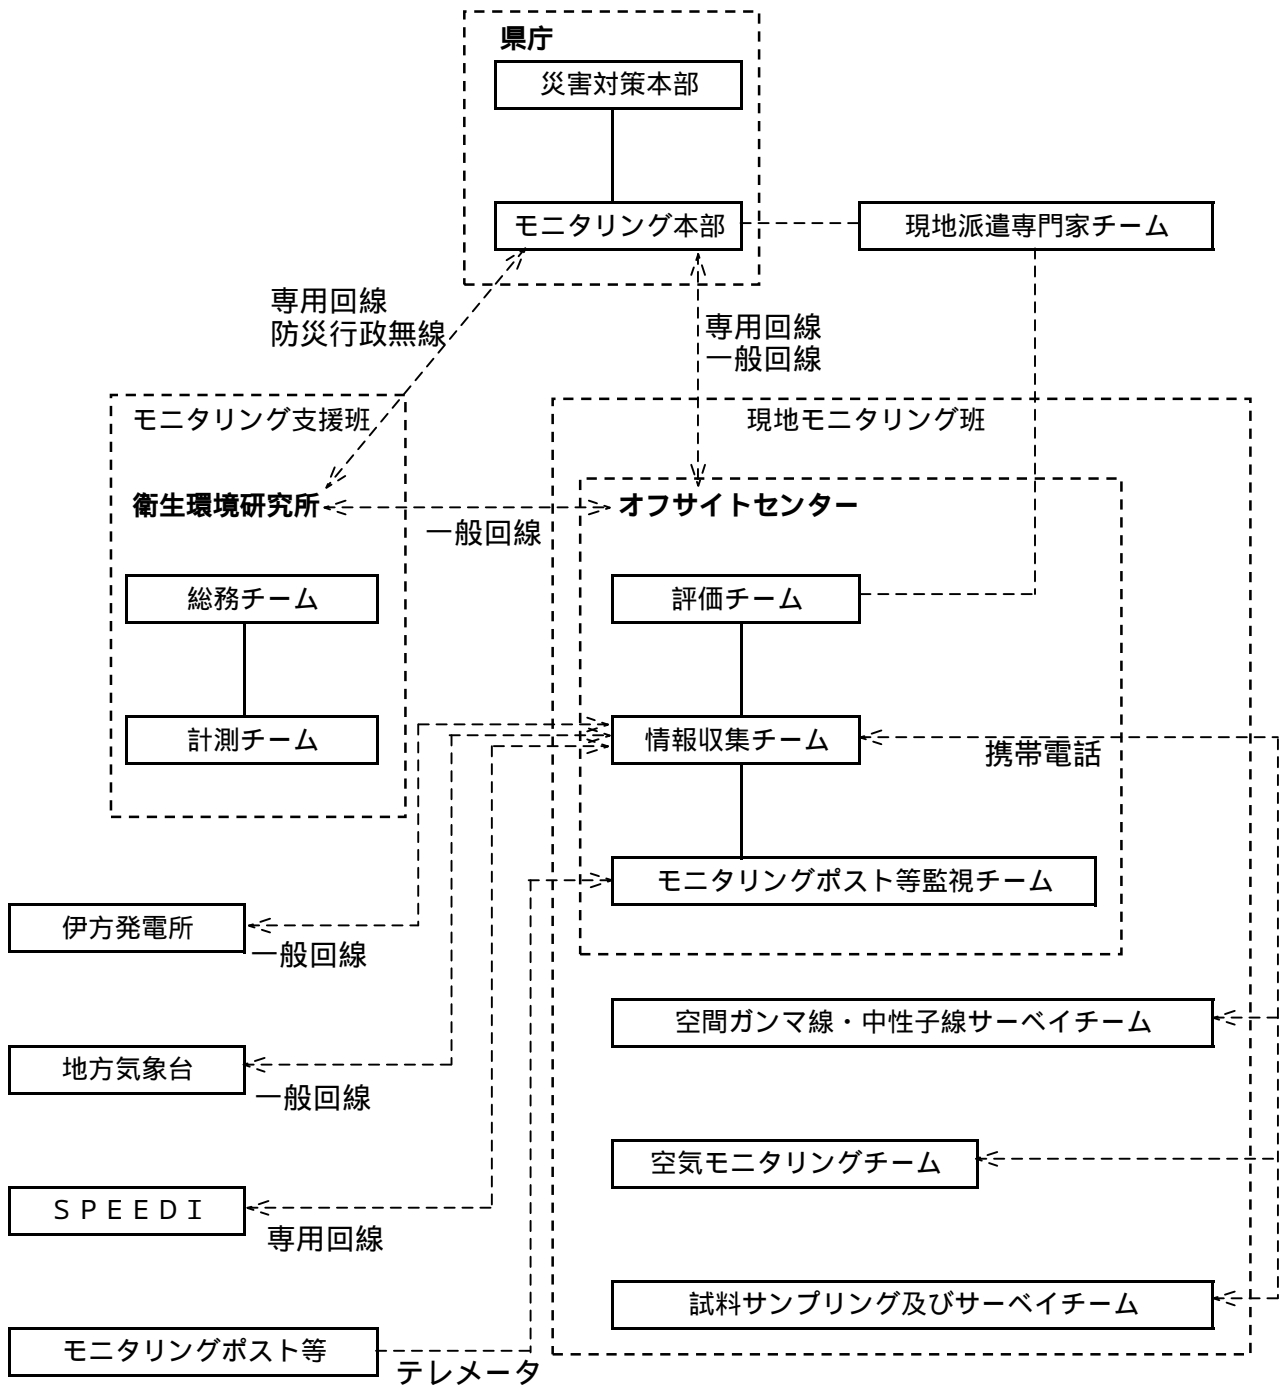 県庁
災害対策本部
モニタリング本部
現地派遣専門家チーム
専用回線
防災行政無線
専用回線
一般回線
モニタリング支援班
現地モニタリング班
衛生環境研究所
オフサイトセンター
一般回線
総務チーム
評価チーム
計測チーム
情報収集チーム
携帯電話
モニタリングポスト等監視チーム
伊方発電所
一般回線
空間ガンマ線・中性子線サーベイチーム
地方気象台
一般回線
空気モニタリングチーム
ＳＰＥＥＤＩ
専用回線
試料サンプリング及びサーベイチーム
モニタリングポスト等
テレメータ